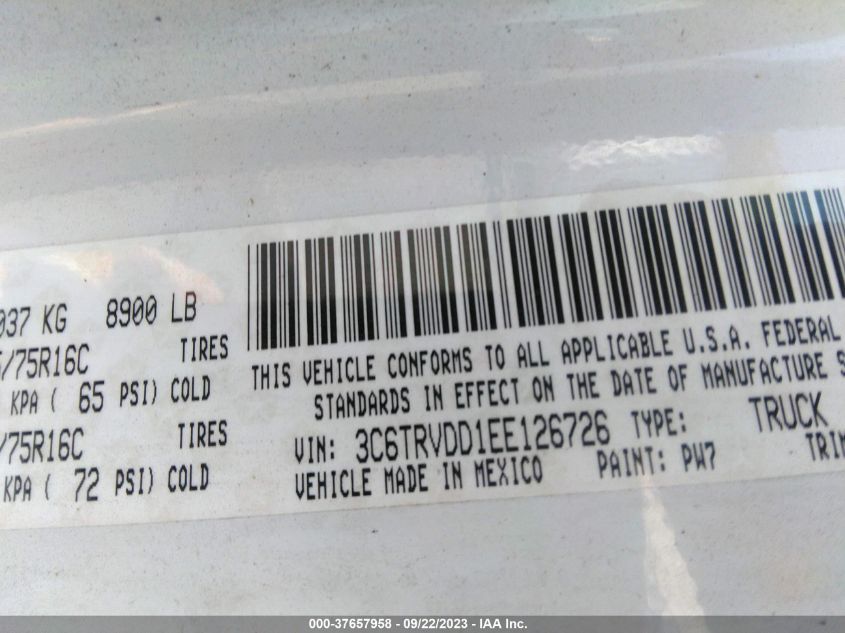 037 KG 8900 LB
/75R16C TIRES
KPA ( 65 PSI) COLD
/75R16C TIRES
KPA ( 72 PSI) COLD
THIS VEHICLE CONFORMS TO ALL APPLICABLE U.S.A. FEDERAL
STANDARDS IN EFFECT ON THE DATE OF MANUFACTURE S
VIN: 3C6TRVDD1EE126726 TYPE: TRUCK
VEHICLE MADE IN MEXICO PAINT: PW7 TRIM
000-37657958 - 09/22/2023 - IAA Inc.